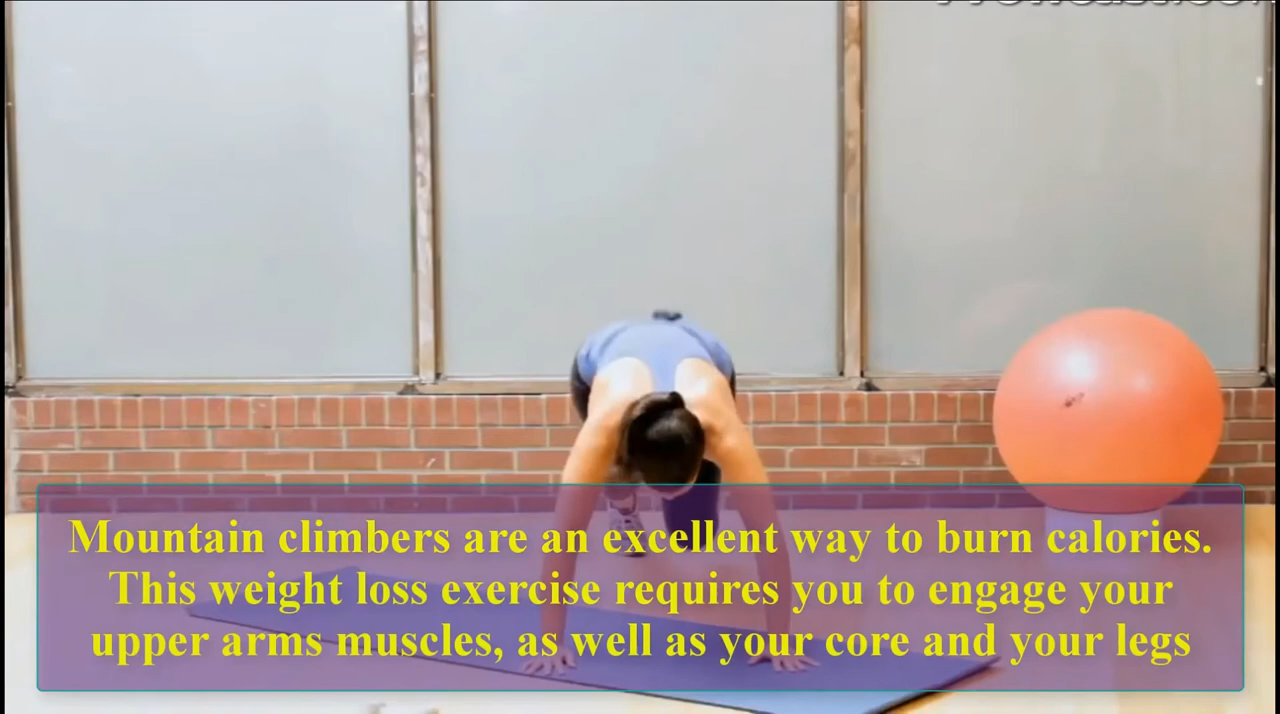 Mountain climbers are an excellent way to burn calories.
This weight loss exercise requires you to engage your
upper arms muscles, as well as your core and your legs